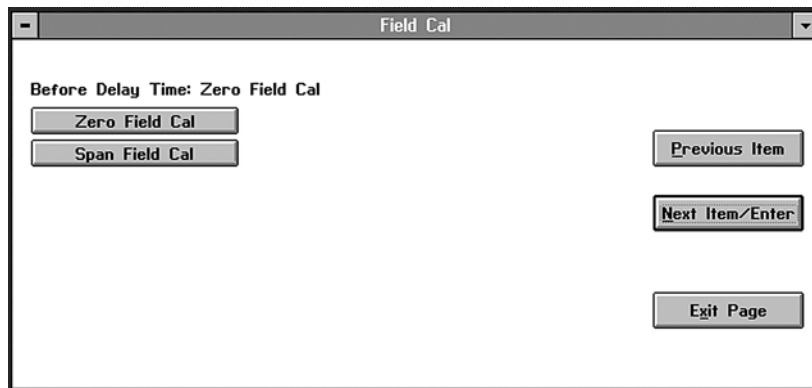 Field Cal
Before Delay Time: Zero Field Cal
Zero Field Cal
Span Field Cal
Previous Item
Next Item/Enter
Exit Page